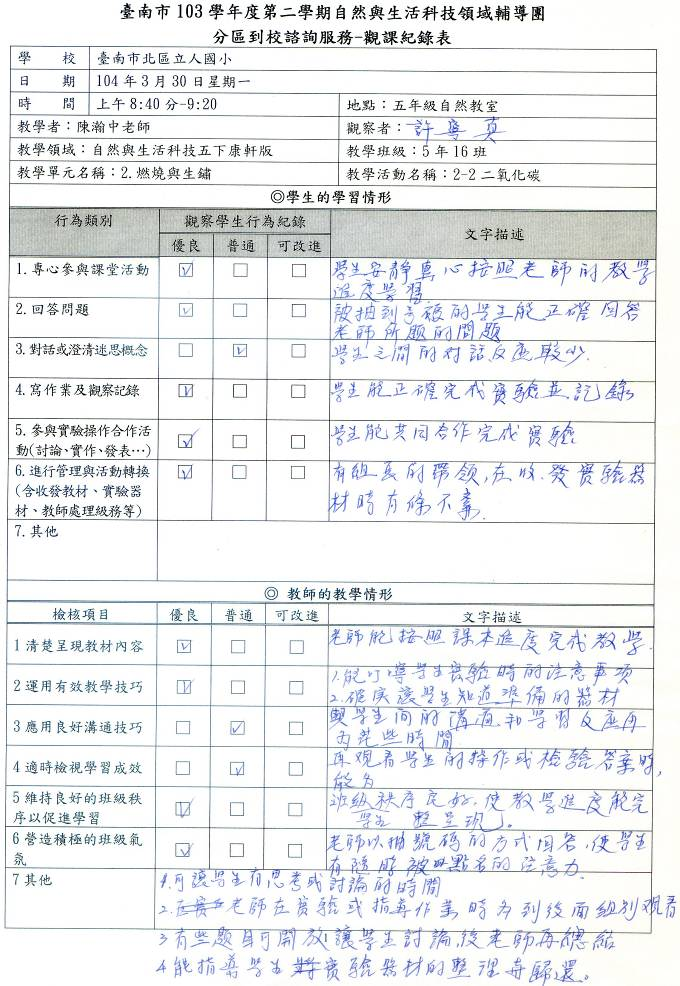 臺南市 103 學年度第二學期自然與生活科技領域輔導團
分區到校諮詢服務-觀課紀錄表
學 校 臺南市北區立人國小
日 期 104 年 3 月 30 日星期一
時 間 上午 8:40 分-9:20 地點：五年級自然教室
教學者：陳瀚中老師 觀察者：許 真
教學領域：自然與生活科技五下康軒版 教學班級：5 年 16 班
教學單元名稱：2.燃燒與生鏽 教學活動名稱：2-2 二氧化碳
◎學生的學習情形
行為類別 觀察學生行為紀錄 文字描述
優良 普通 可改進
1.專心參與課堂活動 ☑ □ □ 學生安靜專心按照老師的教學
進度學習.
2.回答問題 ☑ □ □ 被抽到號碼的學生能正確回答
老師所題的問題
3.對話或澄清迷思概念 □ ☑ □ 學生之間的对話反應較少.
4.寫作業及觀察記錄 ☑ □ □ 學生能正確完成實驗並記錄
5.參與實驗操作合作活
動(討論、實作、發表…) ☑ □ □ 學生能共同合作完成實驗
6.進行管理與活動轉換
(含收發教材、實驗器
材、教師處理級務等) ☑ □ □ 有組長的帶領,在收、發實驗器
材時有條不紊.
7.其他
◎ 教師的教學情形
檢核項目 優良 普通 可改進 文字描述
1 清楚呈現教材內容 ☑ □ □ 老師能按照課本進度完成教學.
2 運用有效教學技巧 ☑ □ □ 1.能叮嚀學生實驗時的注意事項
2.確實讓學生知道準備的器材
3 應用良好溝通技巧 □ ☑ □ 與學生間的溝通和學習反應再
多花些時間
4 適時檢視學習成效 □ ☑ □ 再觀看學生的操作或檢驗答案時,
能多
5 維持良好的班級秩
序以促進學習 ☑ □ □ 班級秩序良好,使教學進度能完
整呈現。
6 營造積極的班級氣
氛 ☑ □ □ 老師以抽號碼的方式回答,使學生
有隨時被點名的注意力.
7 其他 1.可讓學生有思考或討論的時間
2.老師在實驗或指導作業時多到後面組別觀看
3.有些題目可開放讓學生討論後老師再總結
4.能指導學生將實驗器材的整理與歸還。